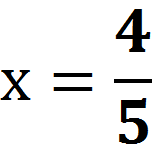 x = 4/5